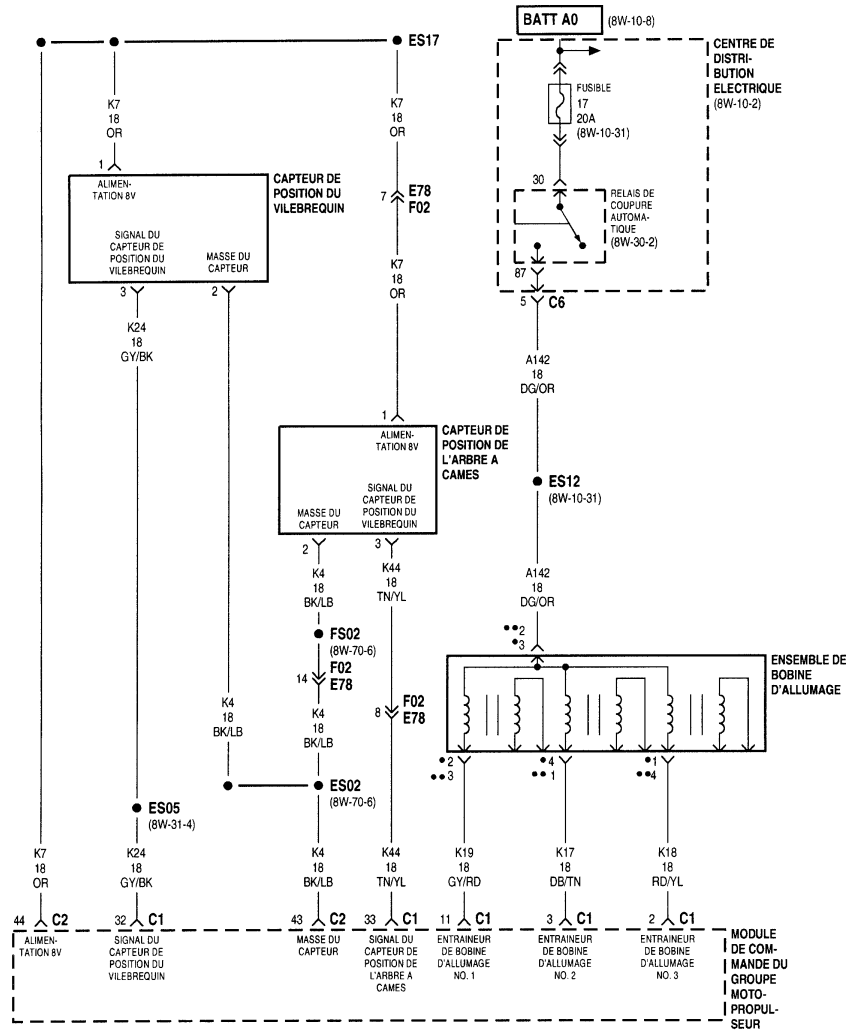 BATT A0 (8W-10-8)
ES17
CENTRE DE
DISTRI-
BUTION
ELECTRIQUE
(8W-10-2)
FUSIBLE
17
20A
(8W-10-31)
K7
18
OR
K7
18
OR
1
ALIMEN-
TATION 8V
CAPTEUR DE
POSITION DU
VILEBREQUIN
SIGNAL DU
CAPTEUR DE
POSITION DU
VILEBREQUIN
MASSE DU
CAPTEUR
3
2
7 E78
F02
30
RELAIS DE
COUPURE
AUTOMA-
TIQUE
(8W-30-2)
87
5 C6
K7
18
OR
K24
18
GY/BK
A142
18
DG/OR
1
ALIMEN-
TATION 8V
CAPTEUR DE
POSITION DE
L'ARBRE A
CAMES
SIGNAL DU
CAPTEUR DE
POSITION DU
VILEBREQUIN
MASSE DU
CAPTEUR
2
3
ES12
(8W-10-31)
K4
18
BK/LB
K44
18
TN/YL
A142
18
DG/OR
FS02
(8W-70-6)
14 F02
E78
••2
•3
ENSEMBLE DE
BOBINE
D'ALLUMAGE
K4
18
BK/LB
K4
18
BK/LB
8 F02
E78
•2
••3
•4
••1
•1
••4
ES02
(8W-70-6)
ES05
(8W-31-4)
K7
18
OR
K24
18
GY/BK
K4
18
BK/LB
K44
18
TN/YL
K19
18
GY/RD
K17
18
DB/TN
K18
18
RD/YL
44 C2
32 C1
43 C2
33 C1
11 C1
3 C1
2 C1
ALIMEN-
TATION 8V
SIGNAL DU
CAPTEUR DE
POSITION DU
VILEBREQUIN
MASSE DU
CAPTEUR
SIGNAL DU
CAPTEUR DE
POSITION DE
L'ARBRE A
CAMES
ENTRAINEUR
DE BOBINE
D'ALLUMAGE
NO. 1
ENTRAINEUR
DE BOBINE
D'ALLUMAGE
NO. 2
ENTRAINEUR
DE BOBINE
D'ALLUMAGE
NO. 3
MODULE
DE COM-
MANDE DU
GROUPE
MOTO-
PROPUL-
SEUR